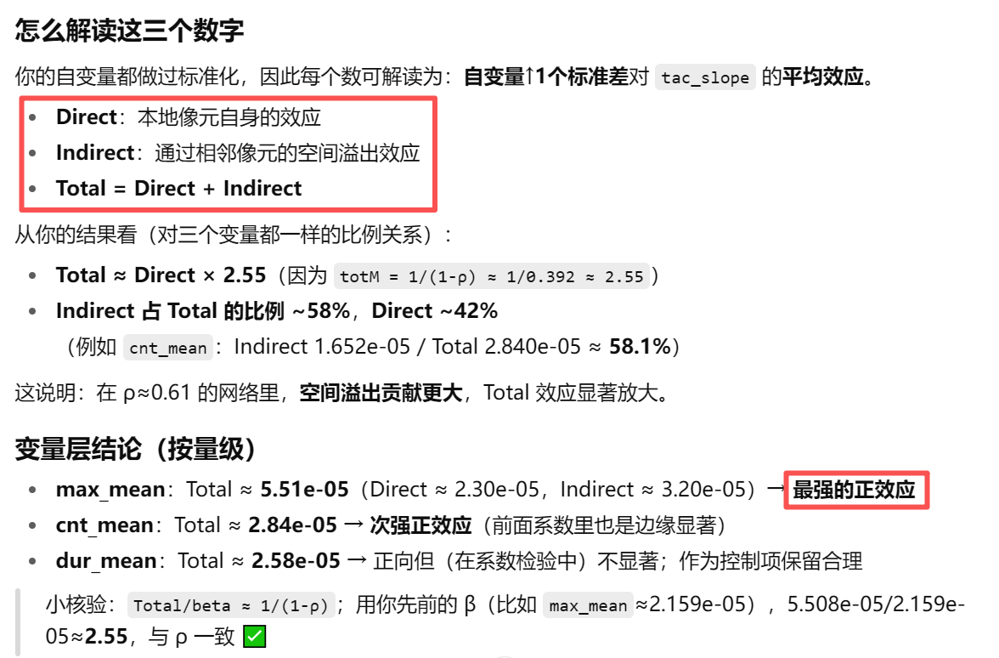 怎么解读这三个数字
你的自变量都做过标准化，因此每个数可解读为：自变量↑1个标准差对 tac_slope 的平均效应。
• Direct：本地像元自身的效应
• Indirect：通过相邻像元的空间溢出效应
• Total = Direct + Indirect
从你的结果看（对三个变量都一样的比例关系）：
• Total ≈ Direct × 2.55（因为 totM = 1/(1-ρ) ≈ 1/0.392 ≈ 2.55）
• Indirect 占 Total 的比例 ~58%，Direct ~42%
（例如 cnt_mean：Indirect 1.652e-05 / Total 2.840e-05 ≈ 58.1%）
这说明：在 ρ≈0.61 的网络里，空间溢出贡献更大，Total 效应显著放大。
变量层结论（按量级）
• max_mean：Total ≈ 5.51e-05（Direct ≈ 2.30e-05，Indirect ≈ 3.20e-05）→ 最强的正效应
• cnt_mean：Total ≈ 2.84e-05 → 次强正效应（前面系数里也是边缘显著）
• dur_mean：Total ≈ 2.58e-05 → 正向但（在系数检验中）不显著；作为控制项保留合理
小核验：Total/beta ≈ 1/(1-ρ)；用你先前的 β（比如 max_mean≈2.159e-05），5.508e-05/2.159e-
05≈2.55，与 ρ 一致 ✅